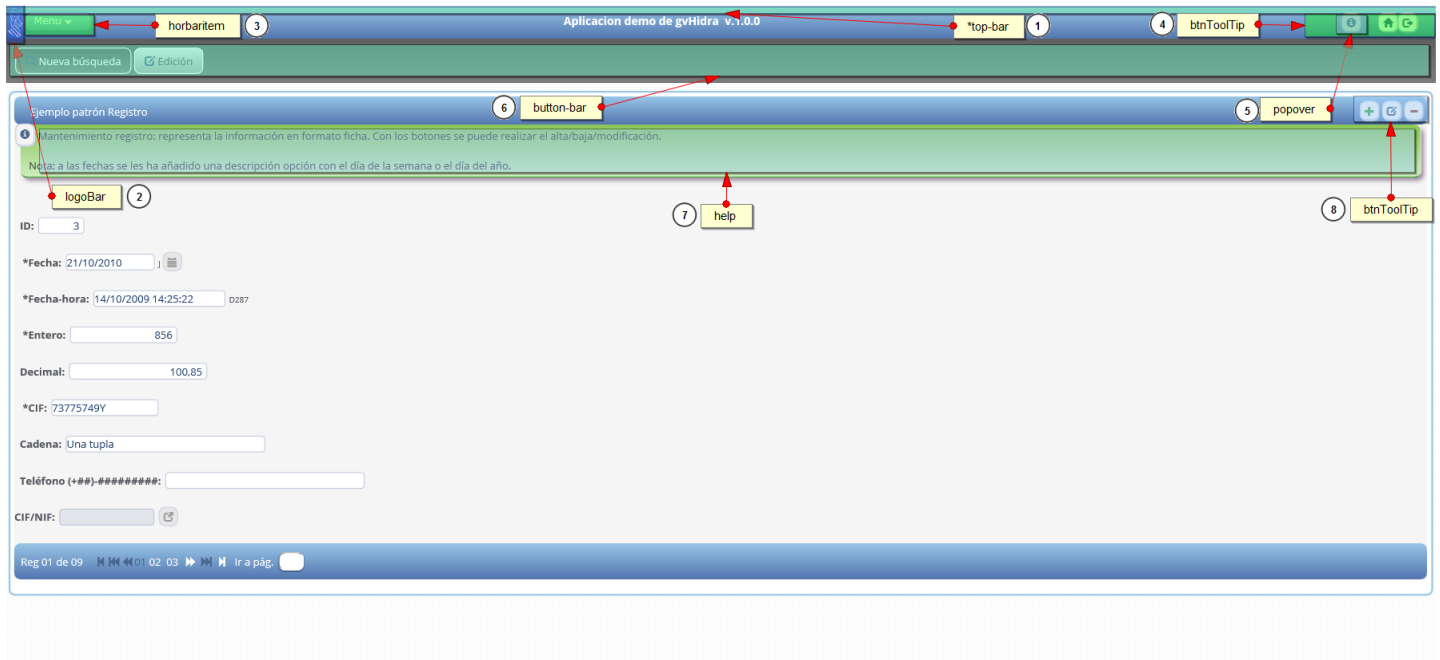 Menu
horbaritem
3
Aplicacion demo de gvHidra v.1.0.0
*top-bar
1
4
btnToolTip
Nueva búsqueda
Edición
6
button-bar
5
popover
Ejemplo patrón Registro
Mantenimiento registro: representa la información en formato ficha. Con los botones se puede realizar el alta/baja/modificación.
Nota: a las fechas se les ha añadido una descripción opción con el día de la semana o el día del año.
logoBar
2
7
help
8
btnToolTip
ID: 3
*Fecha: 21/10/2010 J
*Fecha-hora: 14/10/2009 14:25:22 D287
*Entero: 856
Decimal: 100,85
*CIF: 73775749Y
Cadena: Una tupla
Teléfono (+##)-#########:
CIF/NIF:
Reg 01 de 09 01 02 03 Ir a pág.